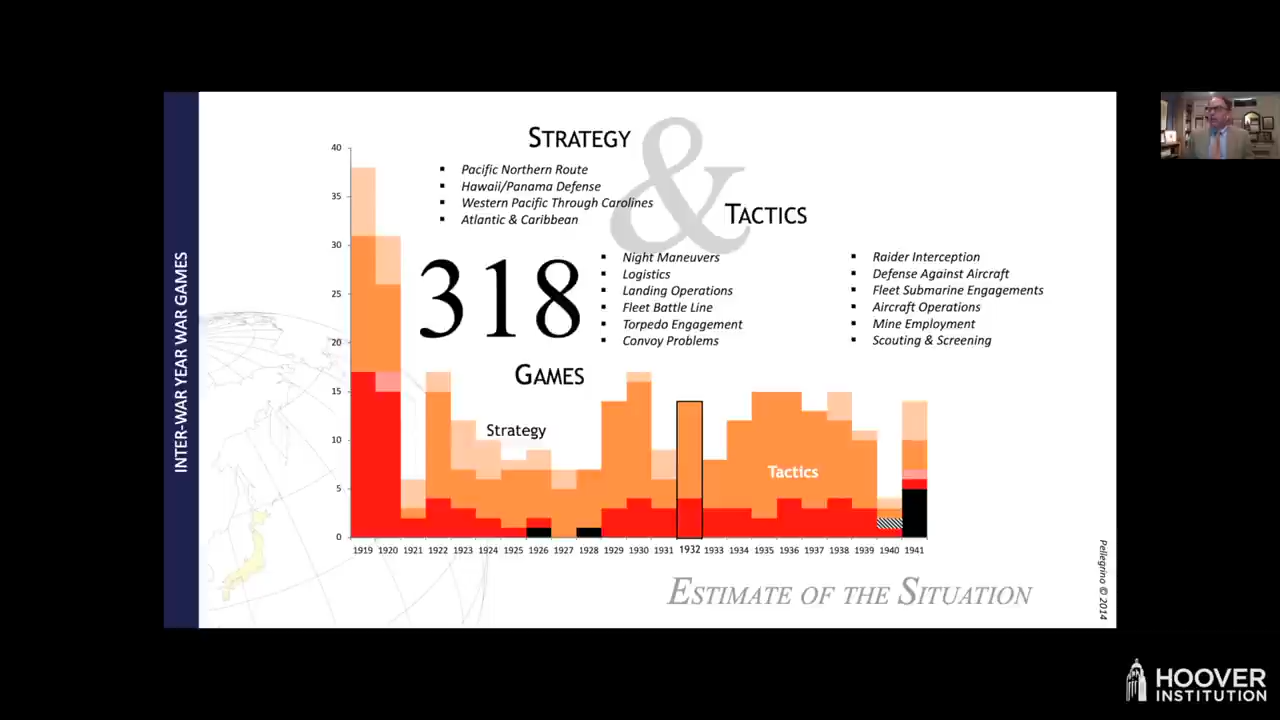 INTER-WAR YEAR WAR GAMES
STRATEGY
&
▪ Pacific Northern Route
▪ Hawaii/Panama Defense
▪ Western Pacific Through Carolines
▪ Atlantic & Caribbean
TACTICS
▪ Night Maneuvers
▪ Logistics
▪ Landing Operations
▪ Fleet Battle Line
▪ Torpedo Engagement
▪ Convoy Problems
▪ Raider Interception
▪ Defense Against Aircraft
▪ Fleet Submarine Engagements
▪ Aircraft Operations
▪ Mine Employment
▪ Scouting & Screening
318
GAMES
Strategy
Tactics
40
35
30
25
20
15
10
5
0
1919 1920 1921 1922 1923 1924 1925 1926 1927 1928 1929 1930 1931 1932 1933 1934 1935 1936 1937 1938 1939 1940 1941
ESTIMATE OF THE SITUATION
Pellegrino © 2014
HOOVER
INSTITUTION